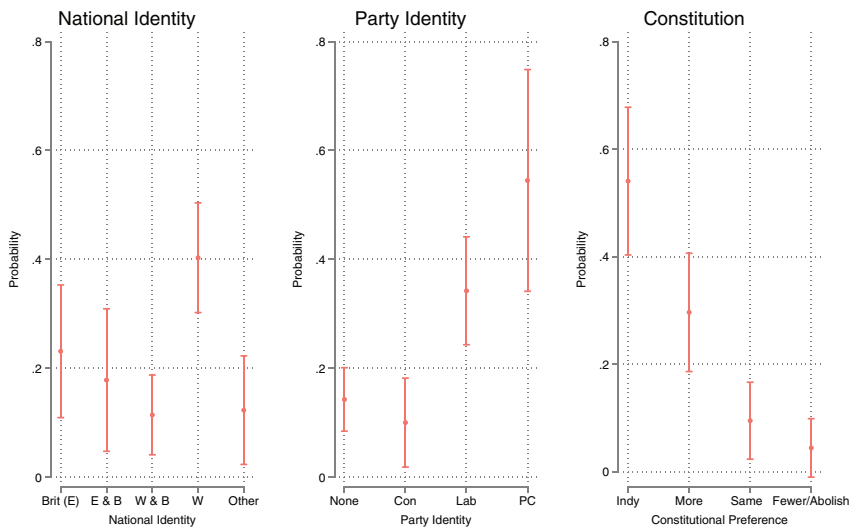 National Identity
.8
.6
.4
.2
0
Probability
Brit (E) E & B W & B W Other
National Identity
Party Identity
.8
.6
.4
.2
0
Probability
None Con Lab PC
Party Identity
Constitution
.8
.6
.4
.2
0
Probability
Indy More Same Fewer/Abolish
Constitutional Preference